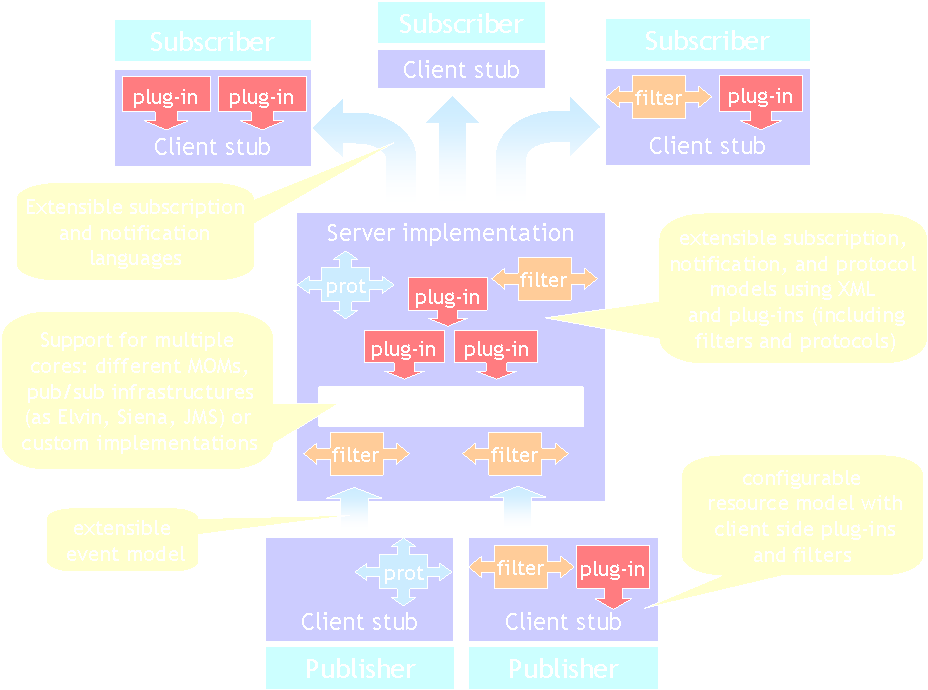 Subscriber
Client stub
Subscriber
plug-in
plug-in
Client stub
Subscriber
filter
plug-in
Client stub
Extensible subscription
and notification
languages
Server implementation
prot
filter
plug-in
plug-in
plug-in
extensible subscription,
notification, and protocol
models using XML
and plug-ins (including
filters and protocols)
Support for multiple
cores: different MOMs,
pub/sub infrastructures
(as Elvin, Siena, JMS) or
custom implementations
filter
filter
configurable
resource model with
client side plug-ins
and filters
extensible
event model
prot
Client stub
Publisher
filter
plug-in
Client stub
Publisher